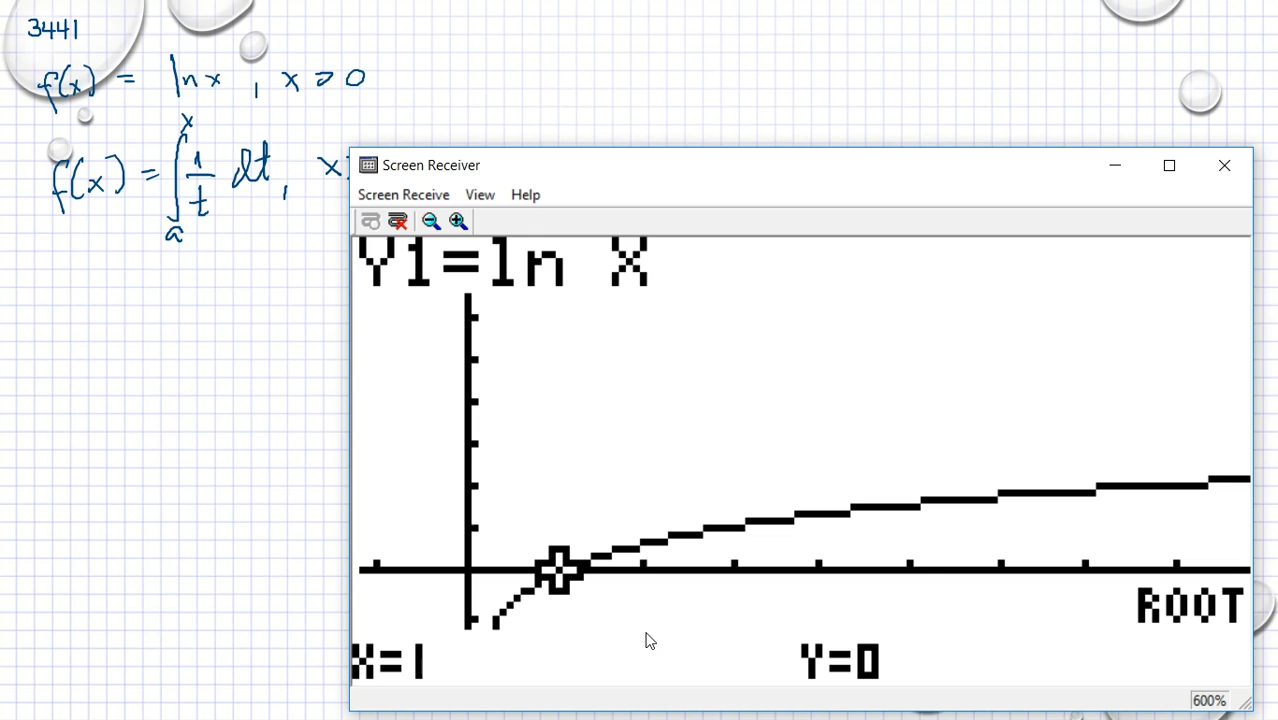 3441
f(x) = ln x , x > 0
f(x) = ∫ₐˣ 1/t dt, x >
Screen Receiver
Screen Receive View Help
Y1=ln X
ROOT
X=1 Y=0
600%